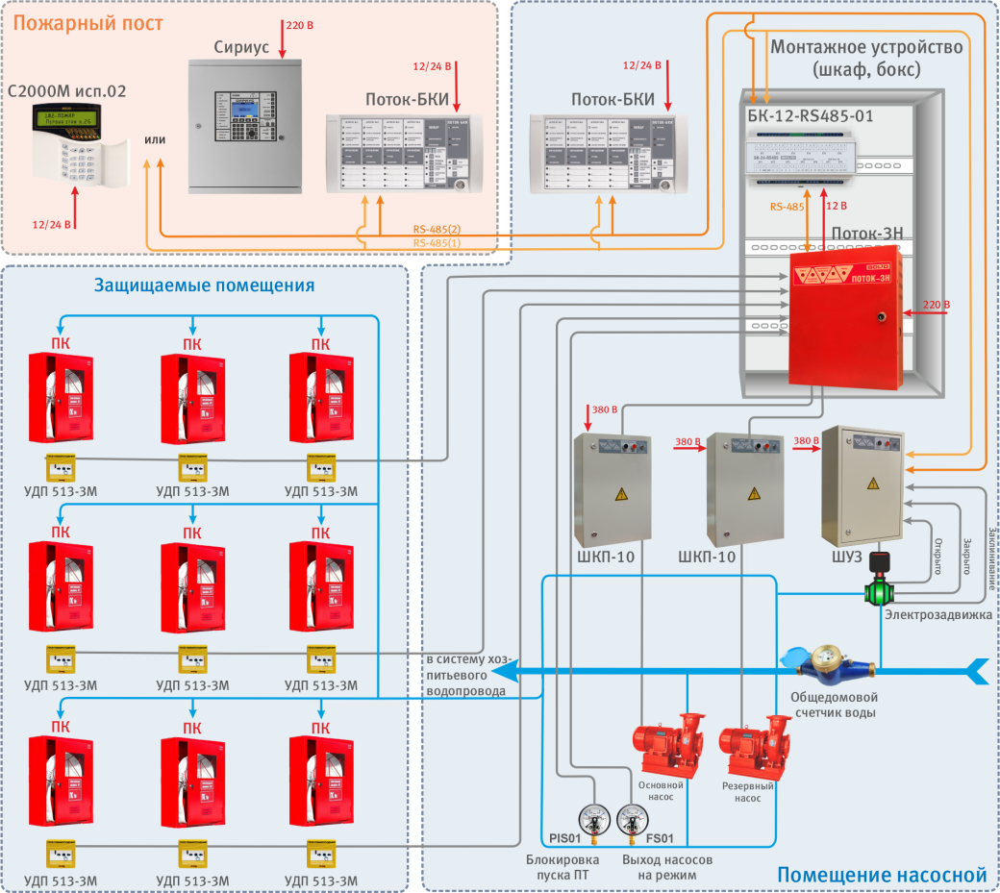 Пожарный пост
220 В
Сириус
12/24 В
12/24 В
С2000М исп.02
Поток-БКИ
Поток-БКИ
Монтажное устройство
(шкаф, бокс)
БК-12-RS485-01
или
12/24 В
RS-485(2)
RS-485(1)
RS-485
12 В
Поток-3Н
ПОТОК-3Н
220 В
Защищаемые помещения
ПК
ПК
ПК
УДП 513-3М
УДП 513-3М
УДП 513-3М
ПК
ПК
ПК
УДП 513-3М
УДП 513-3М
УДП 513-3М
ПК
ПК
ПК
УДП 513-3М
УДП 513-3М
УДП 513-3М
380 В
380 В
380 В
ШКП-10
ШКП-10
ШУЗ
Открыто
Закрыто
Заклинивание
Электрозадвижка
в систему хоз-
питьевого
водопровода
Общедомовой
счетчик воды
Основной
насос
Резервный
насос
PIS01
FS01
Блокировка
пуска ПТ
Выход насосов
на режим
Помещение насосной